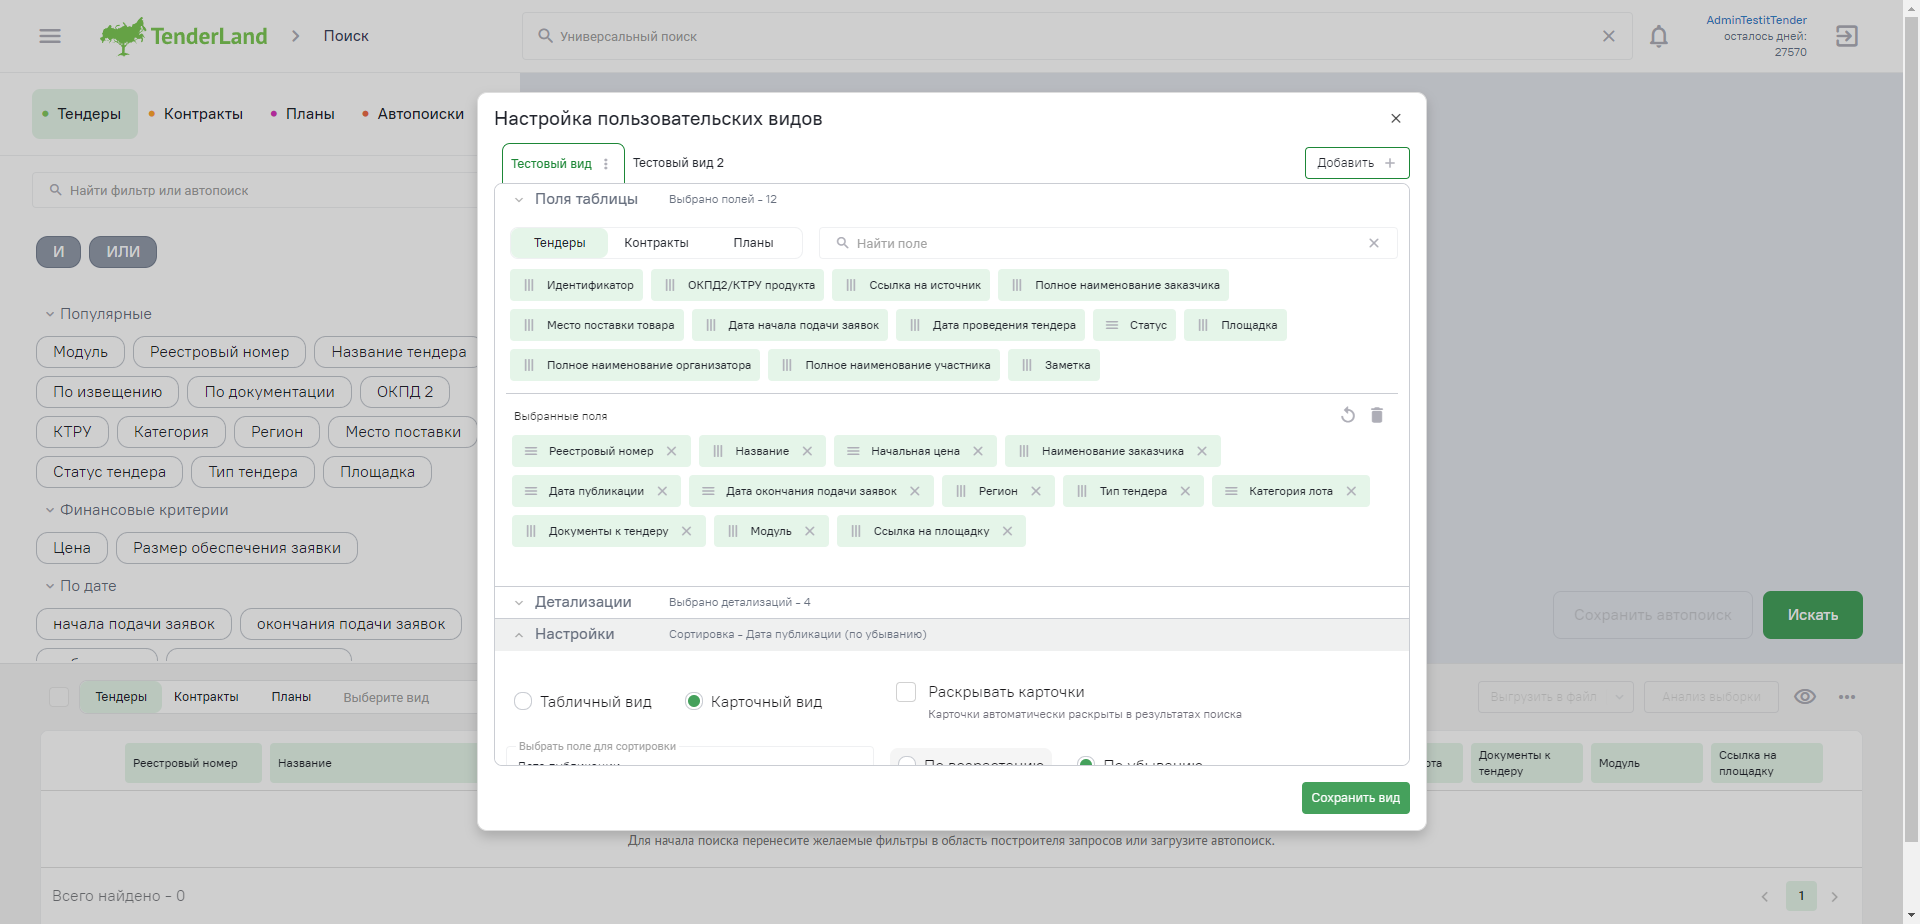 TenderLand
Поиск
Универсальный поиск
AdminTestitTender
осталось дней:
27570
Тендеры
Контракты
Планы
Автопоиски
Найти фильтр или автопоиск
И
ИЛИ
Популярные
Модуль
Реестровый номер
Название тендера
По извещению
По документации
ОКПД 2
КТРУ
Категория
Регион
Место поставки
Статус тендера
Тип тендера
Площадка
Финансовые критерии
Цена
Размер обеспечения заявки
По дате
начала подачи заявок
окончания подачи заявок
Настройка пользовательских видов
Тестовый вид
Тестовый вид 2
Добавить
Поля таблицы
Выбрано полей - 12
Тендеры
Контракты
Планы
Найти поле
Идентификатор
ОКПД2/КТРУ продукта
Ссылка на источник
Полное наименование заказчика
Место поставки товара
Дата начала подачи заявок
Дата проведения тендера
Статус
Площадка
Полное наименование организатора
Полное наименование участника
Заметка
Выбранные поля
Реестровый номер
Название
Начальная цена
Наименование заказчика
Дата публикации
Дата окончания подачи заявок
Регион
Тип тендера
Категория лота
Документы к тендеру
Модуль
Ссылка на площадку
Детализации
Выбрано детализаций - 4
Настройки
Сортировка - Дата публикации (по убыванию)
Табличный вид
Карточный вид
Раскрывать карточки
Карточки автоматически раскрыты в результатах поиска
Выбрать поле для сортировки
Дата публикации
По возрастанию
По убыванию
Сохранить вид
Сохранить автопоиск
Искать
Тендеры
Контракты
Планы
Выберите вид
Выгрузить в файл
Анализ выборки
Реестровый номер
Название
ота
Документы к
тендеру
Модуль
Ссылка на
площадку
Для начала поиска перенесите желаемые фильтры в область построителя запросов или загрузите автопоиск.
Всего найдено - 0
1